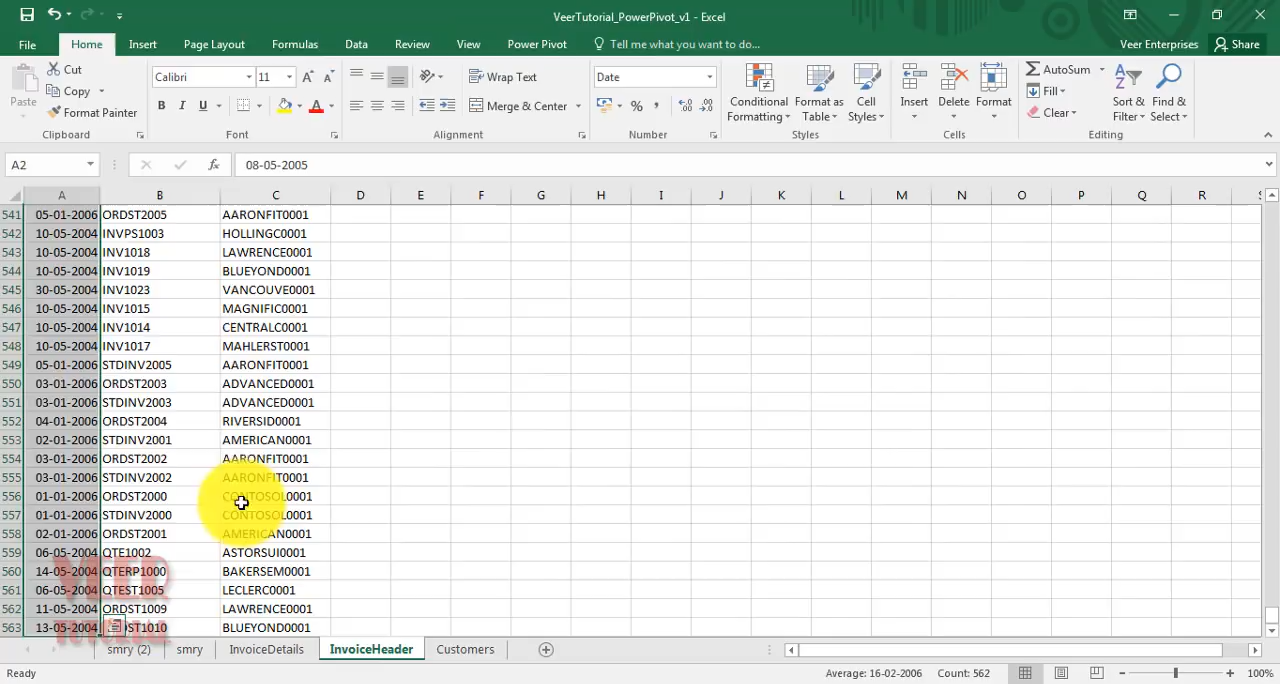 VeerTutorial_PowerPivot_v1 - Excel
File Home Insert Page Layout Formulas Data Review View Power Pivot Tell me what you want to do... Veer Enterprises Share
Paste Cut Copy Format Painter
Calibri 11
B I U A
Wrap Text
Merge & Center
Date
%
Conditional Formatting
Format as Table
Cell Styles
Insert Delete Format
AutoSum
Fill
Clear
Sort & Filter
Find & Select
Clipboard Font Alignment Number Styles Cells Editing
A2 fx 08-05-2005
A B C D E F G H I J K L M N O P Q R S
541 05-01-2006 ORDST2005 AARONFIT0001
542 10-05-2004 INVPS1003 HOLLINGC0001
543 10-05-2004 INV1018 LAWRENCE0001
544 10-05-2004 INV1019 BLUEYOND0001
545 30-05-2004 INV1023 VANCOUVE0001
546 10-05-2004 INV1015 MAGNIFIC0001
547 10-05-2004 INV1014 CENTRALC0001
548 10-05-2004 INV1017 MAHLERST0001
549 05-01-2006 STDINV2005 AARONFIT0001
550 03-01-2006 ORDST2003 ADVANCED0001
551 03-01-2006 STDINV2003 ADVANCED0001
552 04-01-2006 ORDST2004 RIVERSID0001
553 02-01-2006 STDINV2001 AMERICAN0001
554 03-01-2006 ORDST2002 AARONFIT0001
555 03-01-2006 STDINV2002 AARONFIT0001
556 01-01-2006 ORDST2000 CONTOSOL0001
557 01-01-2006 STDINV2000 CONTOSOL0001
558 02-01-2006 ORDST2001 AMERICAN0001
559 06-05-2004 QTE1002 ASTORSUI0001
560 14-05-2004 QTERP1000 BAKERSEM0001
561 06-05-2004 QTEST1005 LECLERC0001
562 11-05-2004 ORDST1009 LAWRENCE0001
563 13-05-2004 BLUEYOND0001
VEER
TUTORIAL
smry (2) smry InvoiceDetails InvoiceHeader Customers
Ready Average: 16-02-2006 Count: 562 100%